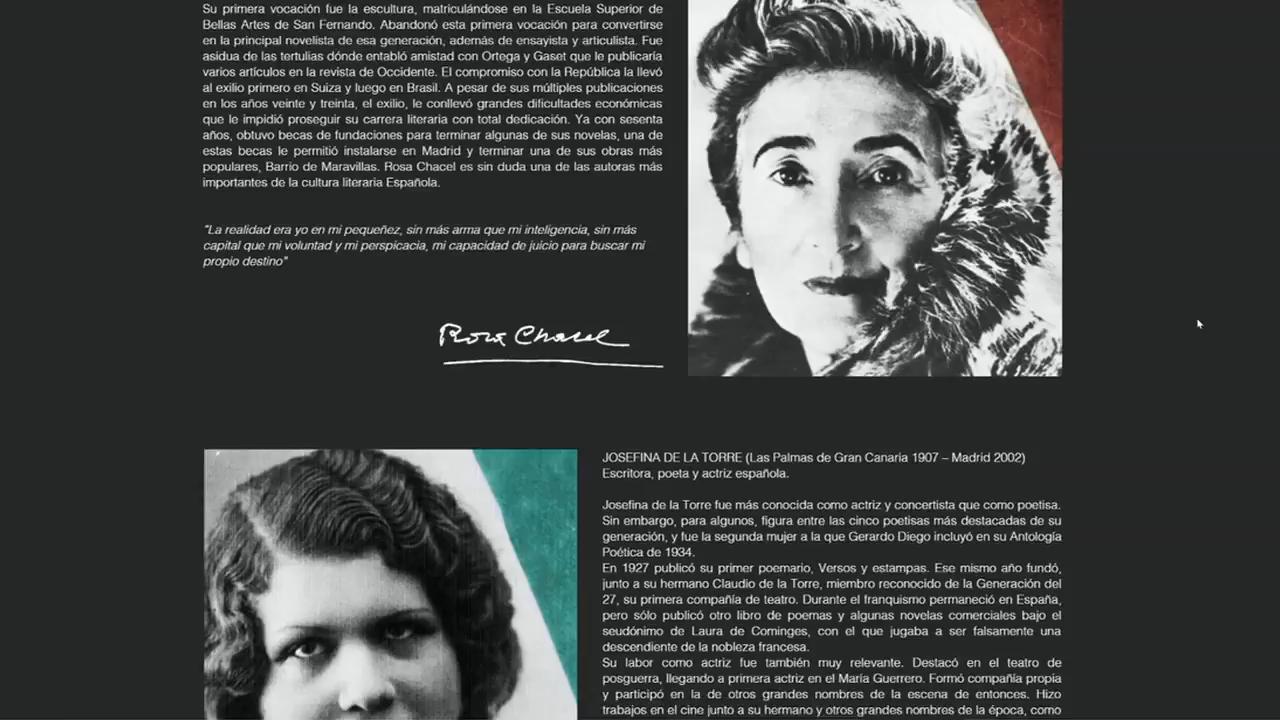 Su primera vocación fue la escultura, matriculándose en la Escuela Superior de
Bellas Artes de San Fernando. Abandonó esta primera vocación para convertirse
en la principal novelista de esa generación, además de ensayista y articulista. Fue
asidua de las tertulias dónde entabló amistad con Ortega y Gaset que le publicaría
varios artículos en la revista de Occidente. El compromiso con la República la llevó
al exilio primero en Suiza y luego en Brasil. A pesar de sus múltiples publicaciones
en los años veinte y treinta, el exilio, le conllevó grandes dificultades económicas
que le impidió proseguir su carrera literaria con total dedicación. Ya con sesenta
años, obtuvo becas de fundaciones para terminar algunas de sus novelas, una de
estas becas le permitió instalarse en Madrid y terminar una de sus obras más
populares, Barrio de Maravillas. Rosa Chacel es sin duda una de las autoras más
importantes de la cultura literaria Española.
"La realidad era yo en mi pequeñez, sin más arma que mi inteligencia, sin más
capital que mi voluntad y mi perspicacia, mi capacidad de juicio para buscar mi
propio destino"
Rosa Chacel
JOSEFINA DE LA TORRE (Las Palmas de Gran Canaria 1907 – Madrid 2002)
Escritora, poeta y actriz española.
Josefina de la Torre fue más conocida como actriz y concertista que como poetisa.
Sin embargo, para algunos, figura entre las cinco poetisas más destacadas de su
generación, y fue la segunda mujer a la que Gerardo Diego incluyó en su Antología
Poética de 1934.
En 1927 publicó su primer poemario, Versos y estampas. Ese mismo año fundó,
junto a su hermano Claudio de la Torre, miembro reconocido de la Generación del
27, su primera compañía de teatro. Durante el franquismo permaneció en España,
pero sólo publicó otro libro de poemas y algunas novelas comerciales bajo el
seudónimo de Laura de Cominges, con el que jugaba a ser falsamente una
descendiente de la nobleza francesa.
Su labor como actriz fue también muy relevante. Destacó en el teatro de
posguerra, llegando a primera actriz en el María Guerrero. Formó compañía propia
y participó en la de otros grandes nombres de la escena de entonces. Hizo
trabajos en el cine junto a su hermano y otros grandes nombres de la época, como